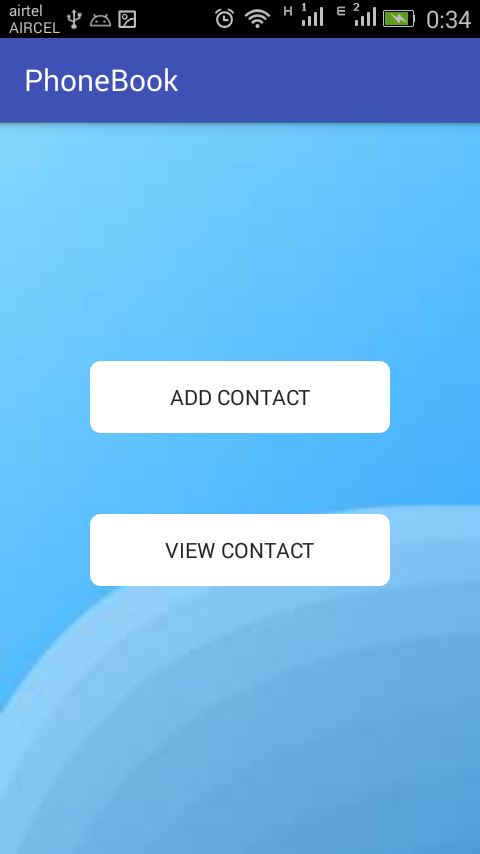 airtel
AIRCEL
H 1 E 2 0:34
PhoneBook
ADD CONTACT
VIEW CONTACT